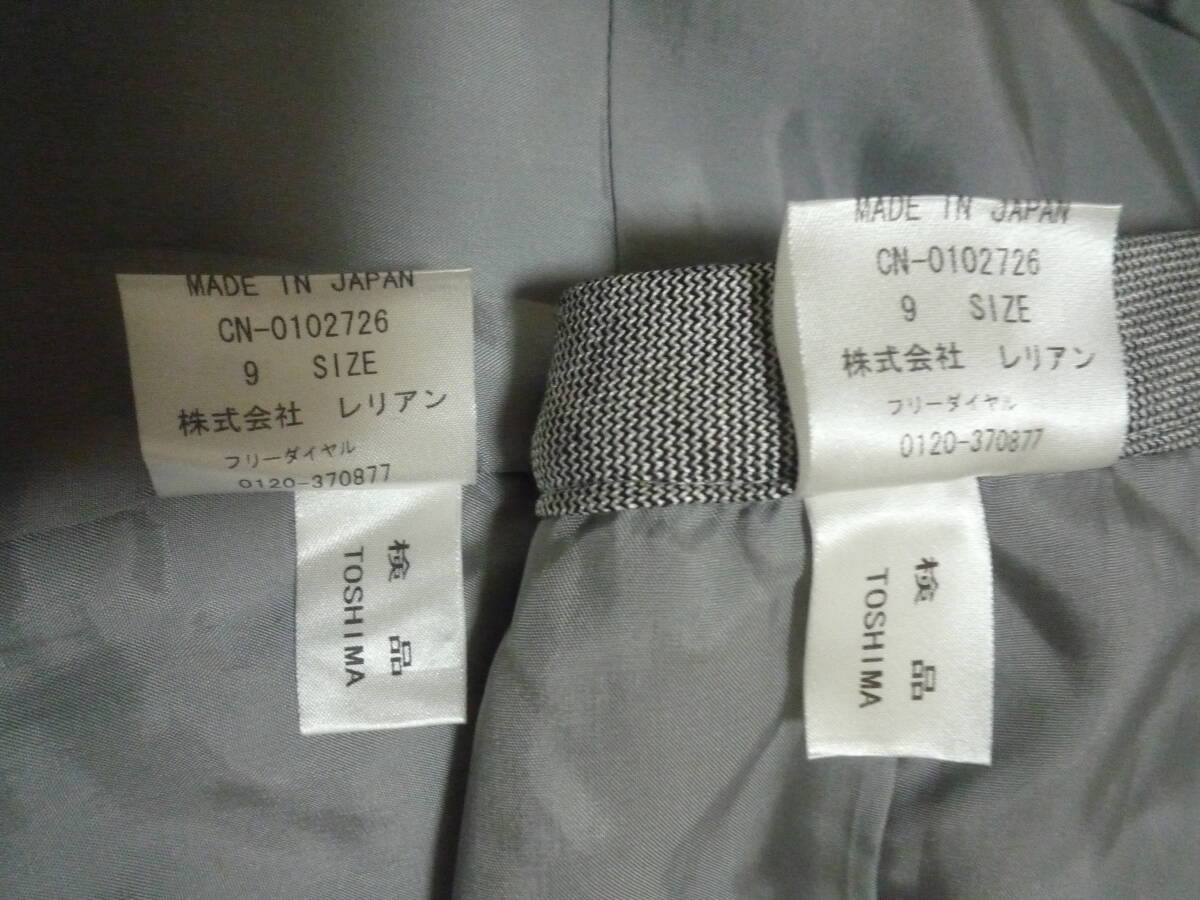 MADE IN JAPAN
CN-0102726
9 SIZE
株式会社 レリアン
フリーダイヤル
0120-370877
検品
TOSHIMA
MADE IN JAPAN
CN-0102726
9 SIZE
株式会社 レリアン
フリーダイヤル
0120-370877
検品
TOSHIMA